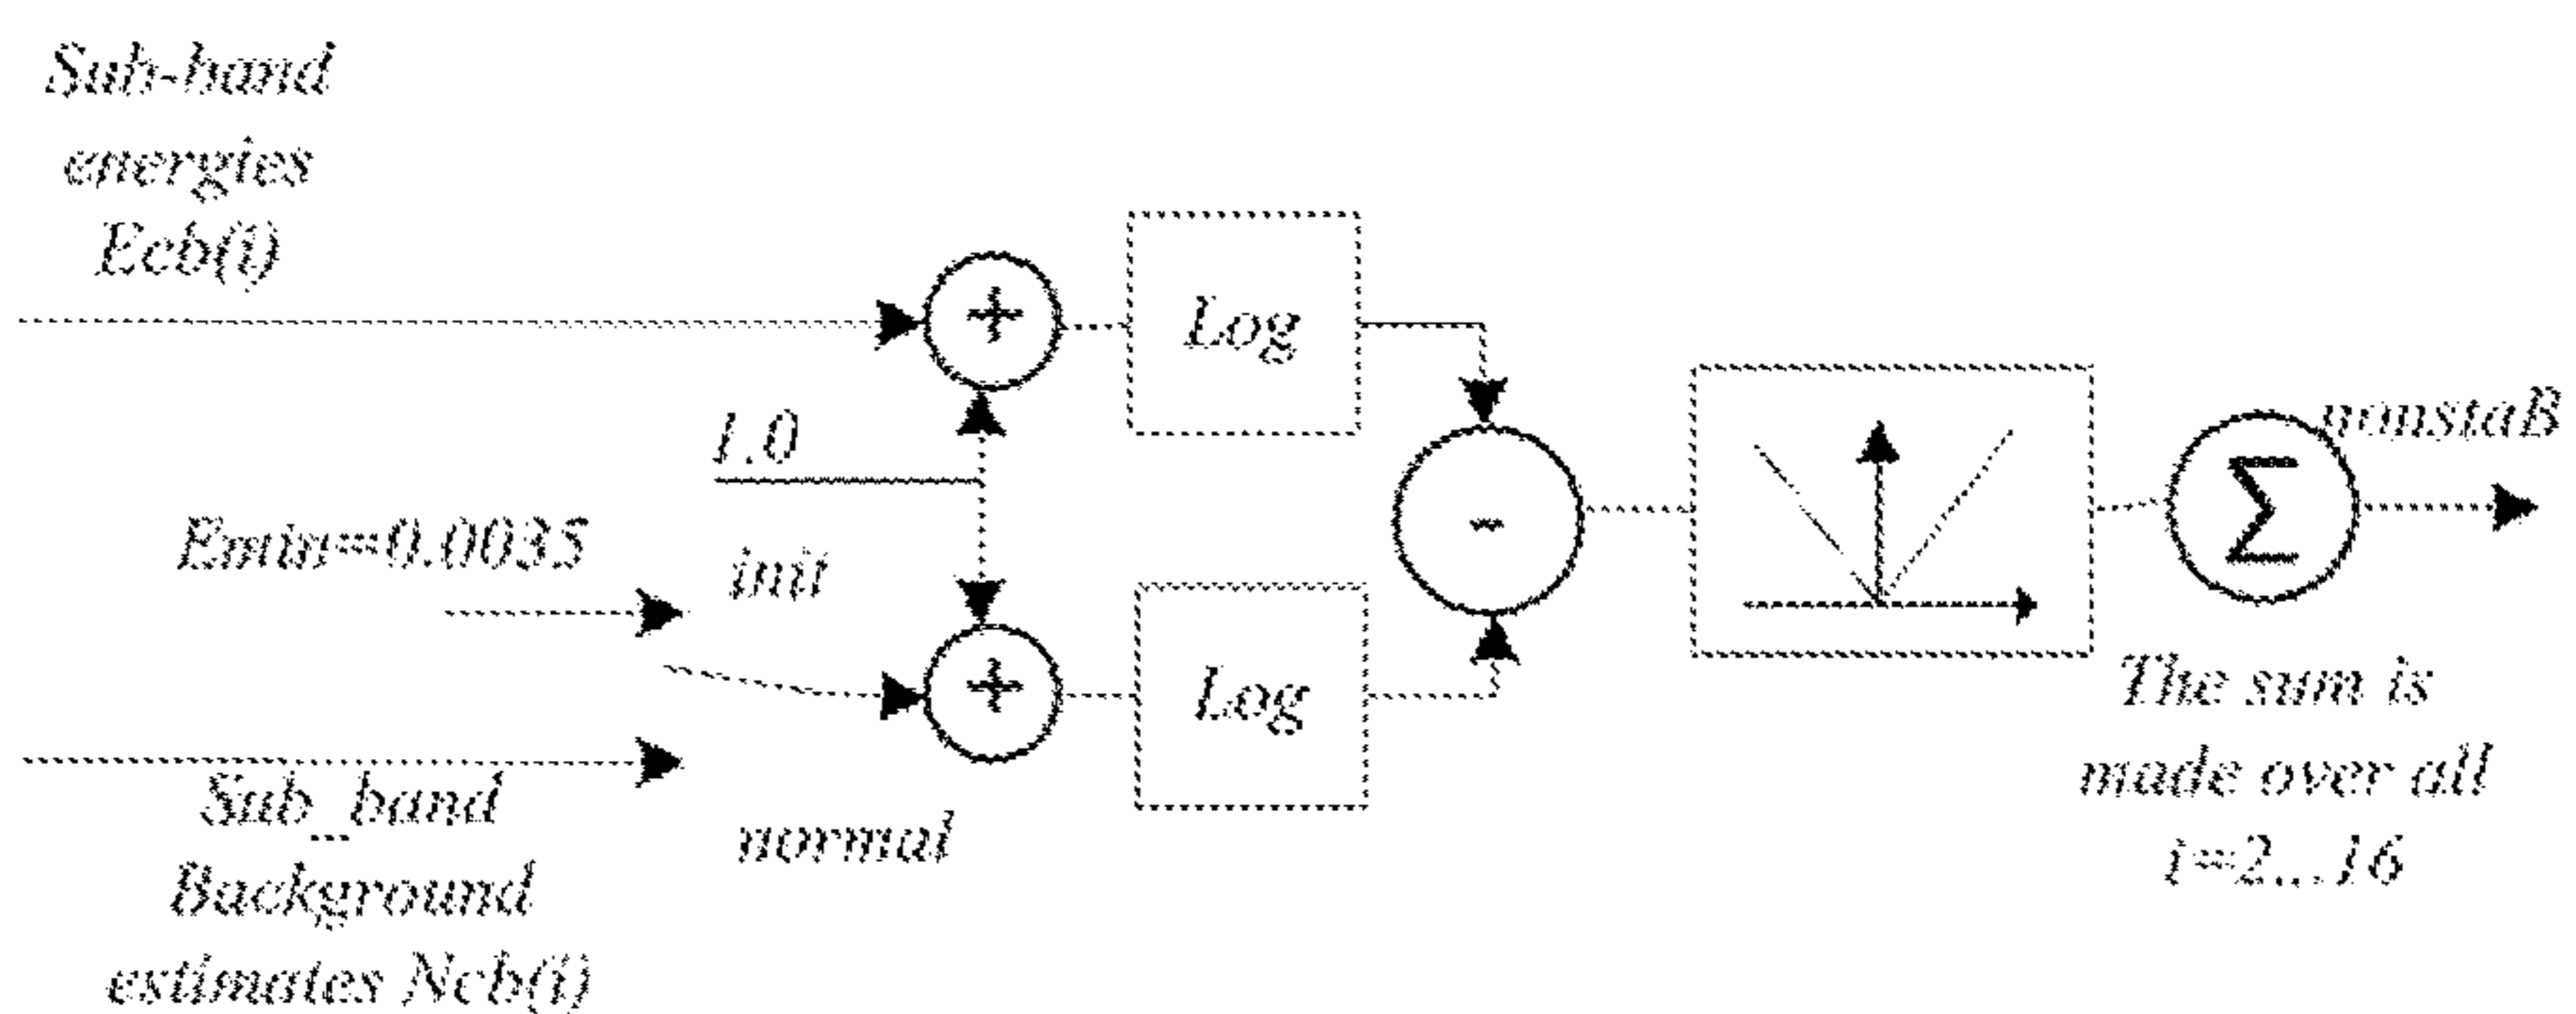 Sub-band
energies
Ecb(i)
+
Log
1.0
nonstaB
-
Σ
Emin=0.0035
init
+
Log
The sum is
made over all
i=2...16
Sub_band
Background
estimates Ncb(i)
normal